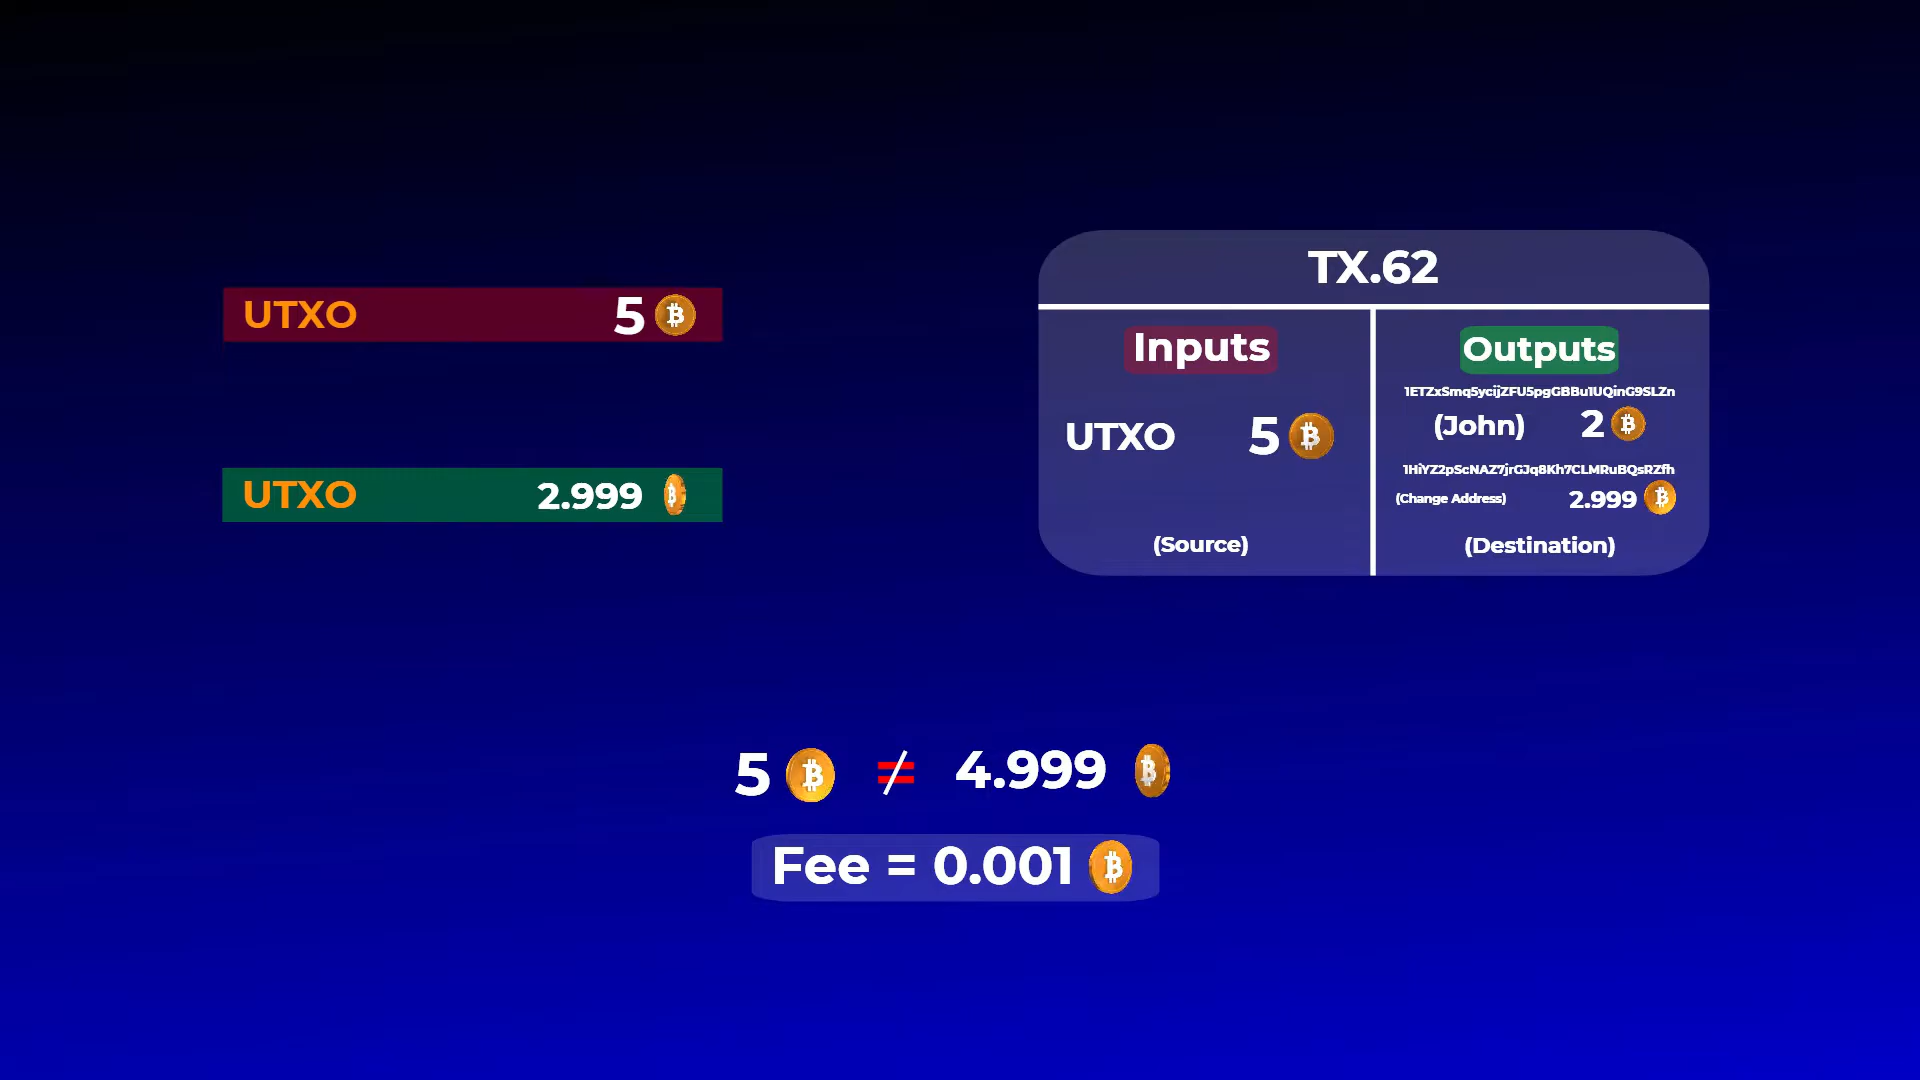 UTXO 5
UTXO 2.999
TX.62
Inputs
UTXO 5
(Source)
Outputs
1ETZxSmq5ycijZFU5pgGBBu1UQinG9SLZn
(John) 2
1HiYZ2pScNAZ7jrGJq8Kh7CLMRuBQsRZfh
(Change Address) 2.999
(Destination)
5 ≠ 4.999
Fee = 0.001